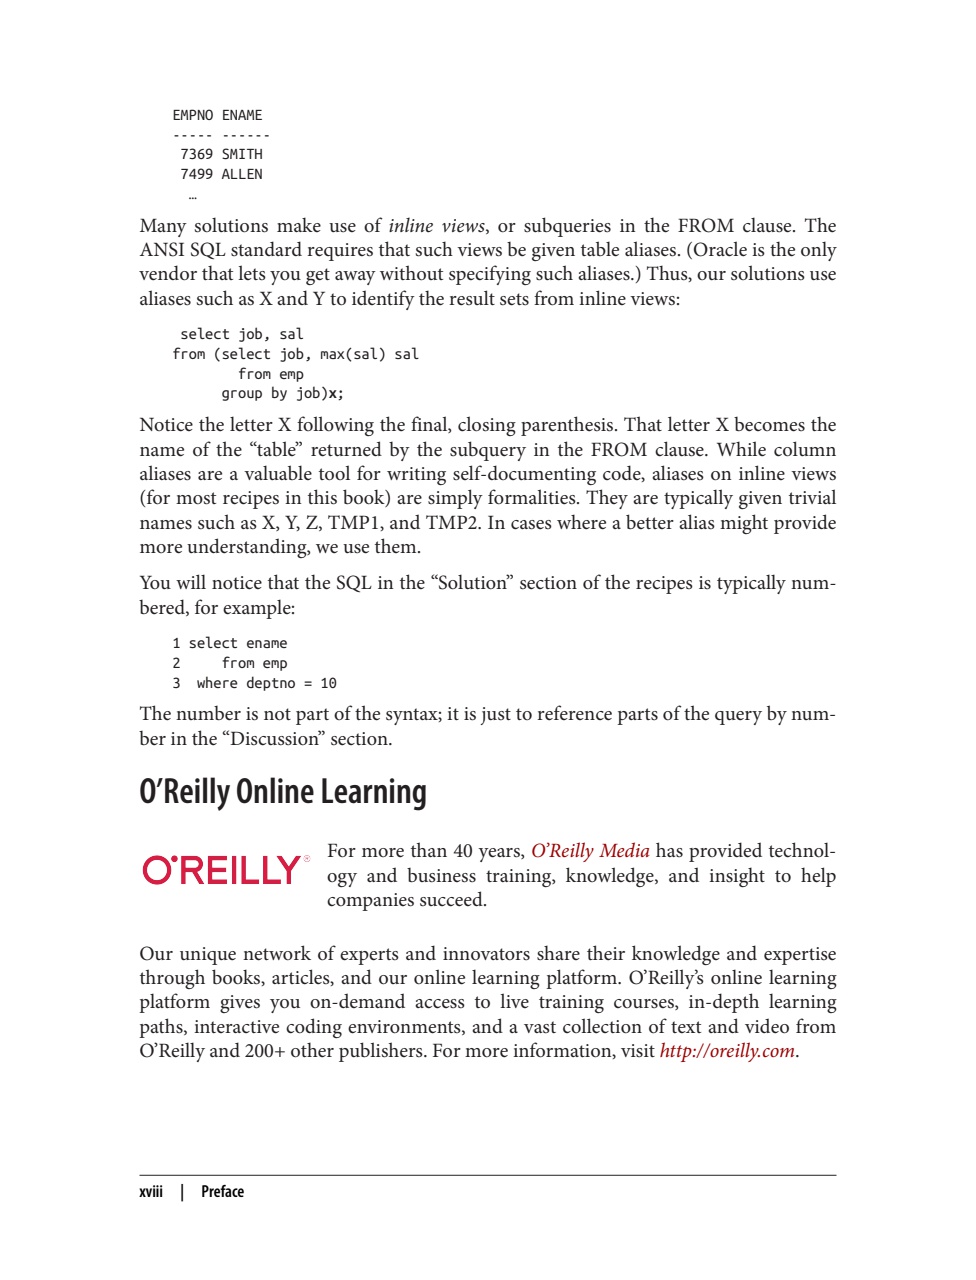 EMPNO ENAME
----- ------
7369 SMITH
7499 ALLEN
…
Many solutions make use of inline views, or subqueries in the FROM clause. The
ANSI SQL standard requires that such views be given table aliases. (Oracle is the only
vendor that lets you get away without specifying such aliases.) Thus, our solutions use
aliases such as X and Y to identify the result sets from inline views:
select job, sal
from (select job, max(sal) sal
from emp
group by job)x;
Notice the letter X following the final, closing parenthesis. That letter X becomes the
name of the “table” returned by the subquery in the FROM clause. While column
aliases are a valuable tool for writing self-documenting code, aliases on inline views
(for most recipes in this book) are simply formalities. They are typically given trivial
names such as X, Y, Z, TMP1, and TMP2. In cases where a better alias might provide
more understanding, we use them.
You will notice that the SQL in the “Solution” section of the recipes is typically num-
bered, for example:
1 select ename
2     from emp
3  where deptno = 10
The number is not part of the syntax; it is just to reference parts of the query by num-
ber in the “Discussion” section.
O’Reilly Online Learning
O'REILLY®
For more than 40 years, O’Reilly Media has provided technol-
ogy and business training, knowledge, and insight to help
companies succeed.
Our unique network of experts and innovators share their knowledge and expertise
through books, articles, and our online learning platform. O’Reilly’s online learning
platform gives you on-demand access to live training courses, in-depth learning
paths, interactive coding environments, and a vast collection of text and video from
O’Reilly and 200+ other publishers. For more information, visit http://oreilly.com.
xviii | Preface